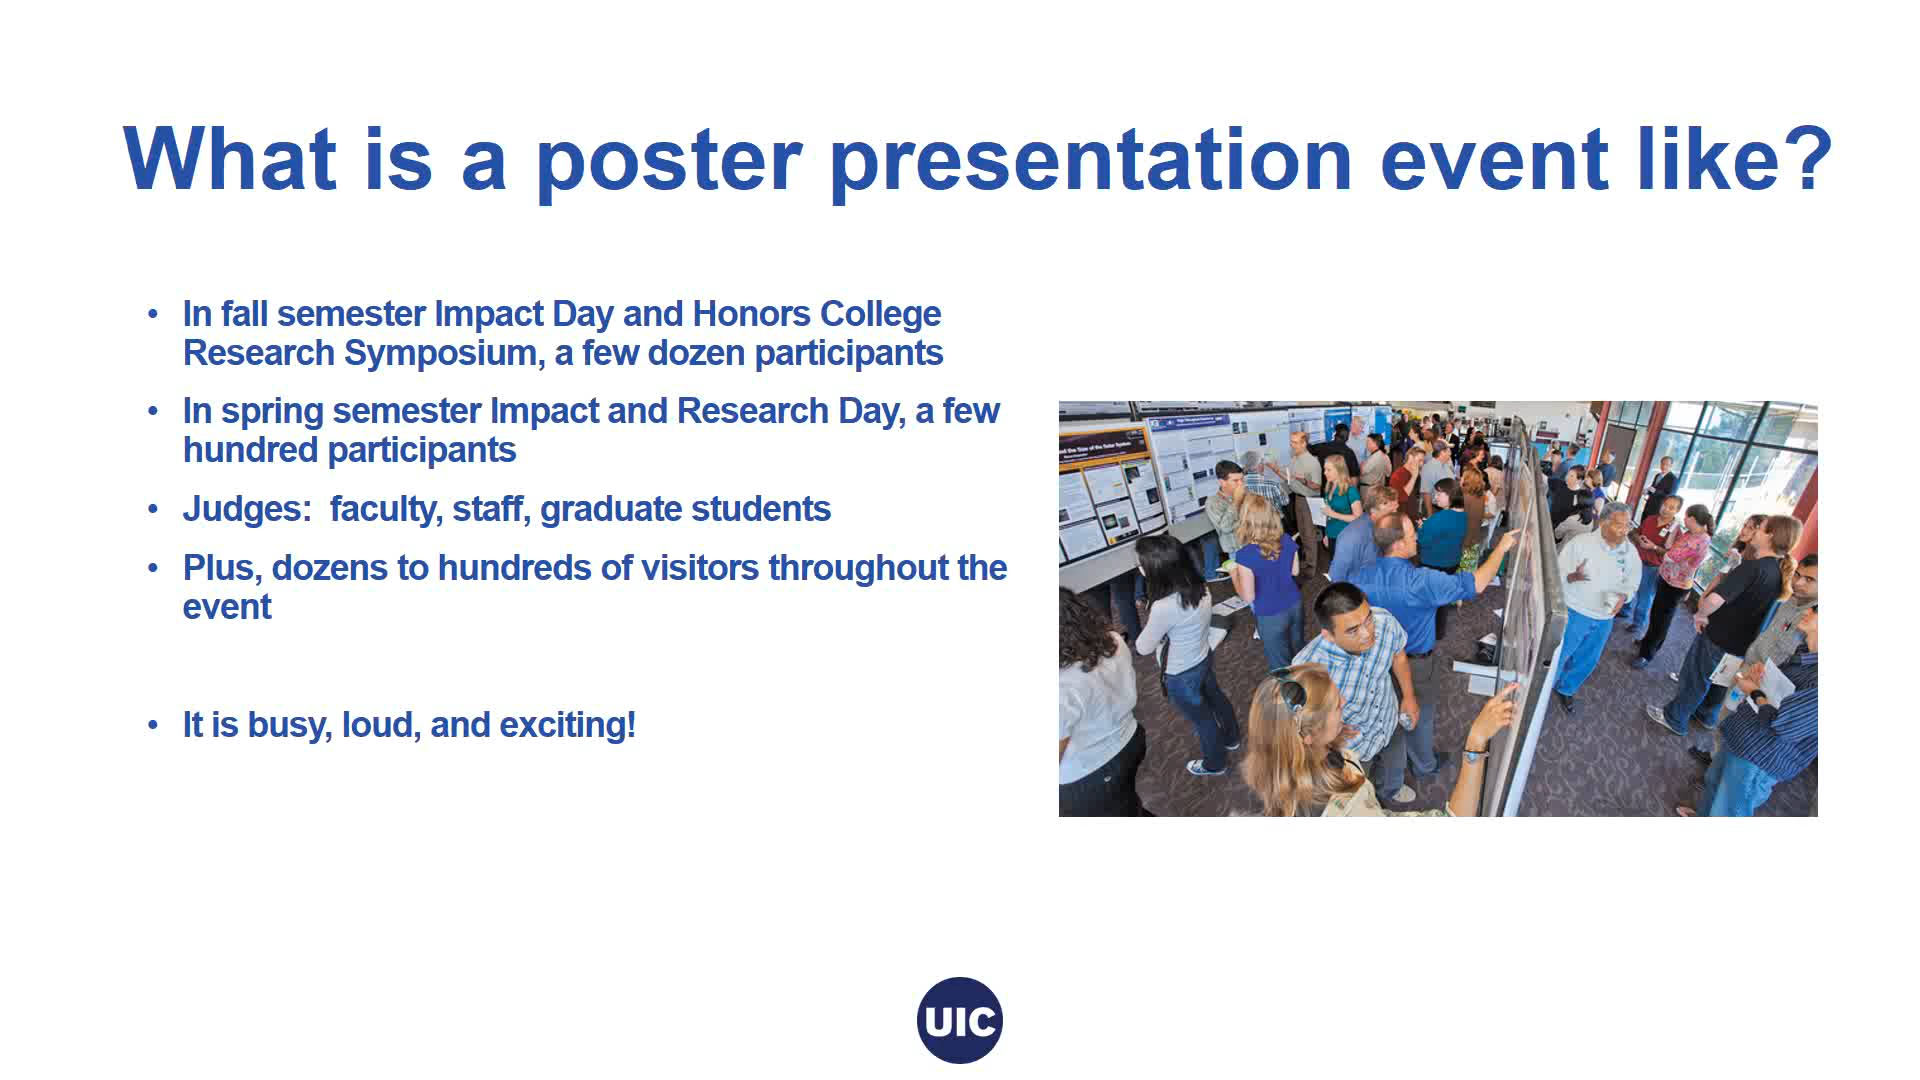 What is a poster presentation event like?
• In fall semester Impact Day and Honors College
Research Symposium, a few dozen participants
• In spring semester Impact and Research Day, a few
hundred participants
• Judges:  faculty, staff, graduate students
• Plus, dozens to hundreds of visitors throughout the
event
• It is busy, loud, and exciting!
UIC